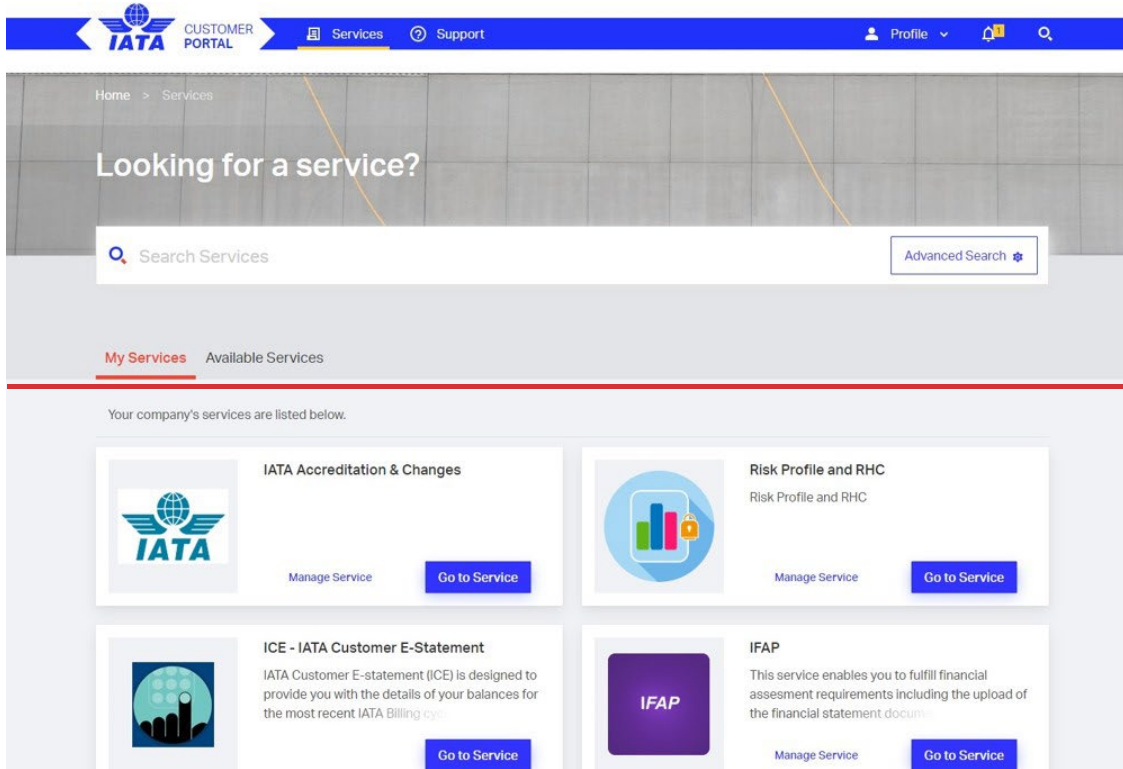 IATA
CUSTOMER
PORTAL
Services
Support
Profile
1
Home > Services
Looking for a service?
Search Services
Advanced Search
My Services
Available Services
Your company's services are listed below.
IATA
IATA Accreditation & Changes
Manage Service
Go to Service
Risk Profile and RHC
Risk Profile and RHC
Manage Service
Go to Service
ICE - IATA Customer E-Statement
IATA Customer E-statement (ICE) is designed to
provide you with the details of your balances for
the most recent IATA Billing
Go to Service
IFAP
IFAP
This service enables you to fulfill financial
assesment requirements including the upload of
the financial statement
Manage Service
Go to Service